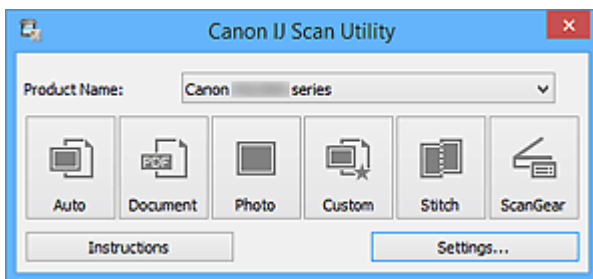 Canon IJ Scan Utility
Product Name: Canon series
PDF
Auto Document Photo Custom Stitch ScanGear
Instructions Settings...